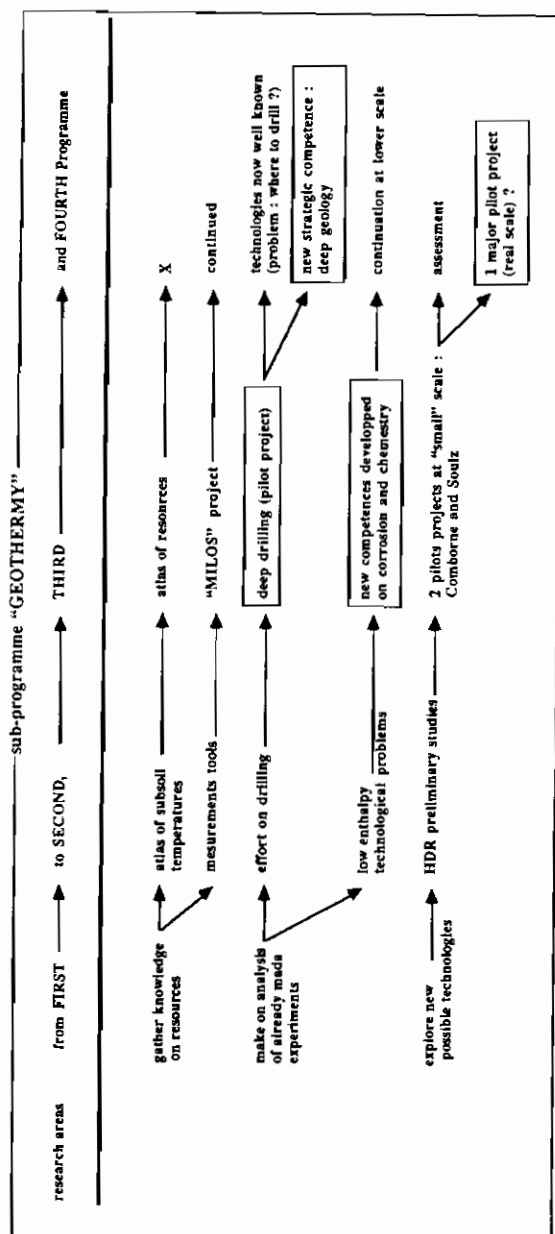 sub-programme "GEOTHERMY"
research areas
from FIRST
to SECOND,
THIRD
and FOURTH Programme
gather knowledge
on resources
atlas of subsoil
temperatures
atlas of resources
X
mesurements tools
"MILOS" project
continued
make on analysis
of already mada
experiments
effort on drilling
deep drilling (pilot project)
technologies now well known
(problem : where to drill ?)
new strategic competence :
deep geology
low enthalpy
technological problems
new competences developped
on corrosion and chemestry
continuation at lower scale
explore new
possible technologies
HDR preliminary studies
2 pilots projects at "small" scale :
Comborne and Soulz
assessment
1 major pilot project
(real scale) ?